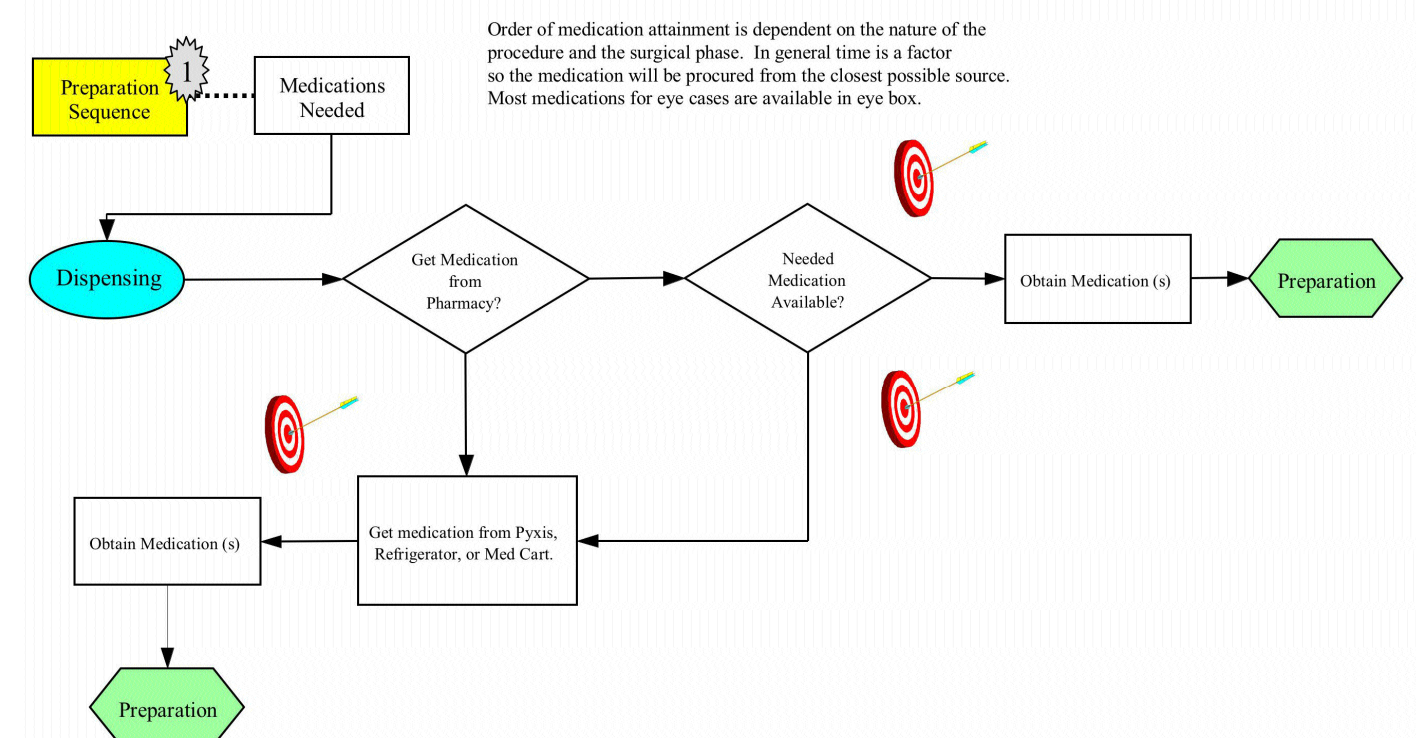 Order of medication attainment is dependent on the nature of the
procedure and the surgical phase.  In general time is a factor
so the medication will be procured from the closest possible source.
Most medications for eye cases are available in eye box.
Preparation
Sequence
1
Medications
Needed
Dispensing
Get Medication
from
Pharmacy?
Needed
Medication
Available?
Obtain Medication (s)
Preparation
Get medication from Pyxis,
Refrigerator, or Med Cart.
Obtain Medication (s)
Preparation